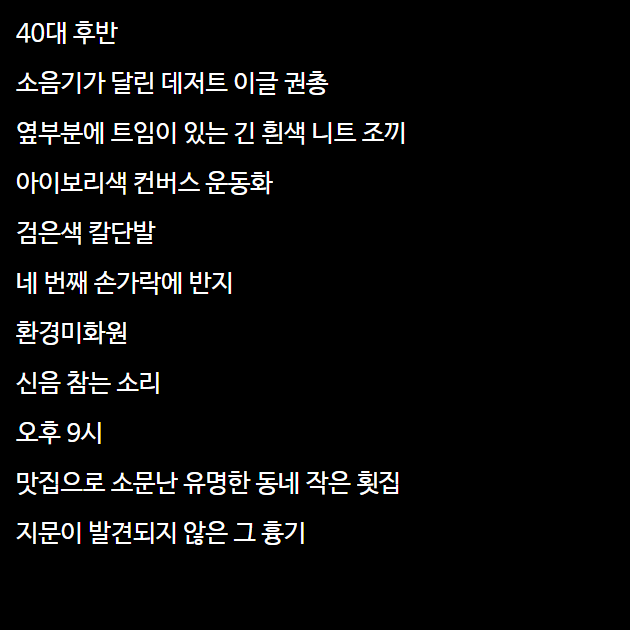 40대 후반
소음기가 달린 데저트 이글 권총
옆부분에 트임이 있는 긴 흰색 니트 조끼
아이보리색 컨버스 운동화
검은색 칼단발
네 번째 손가락에 반지
환경미화원
신음 참는 소리
오후 9시
맛집으로 소문난 유명한 동네 작은 횟집
지문이 발견되지 않은 그 흉기